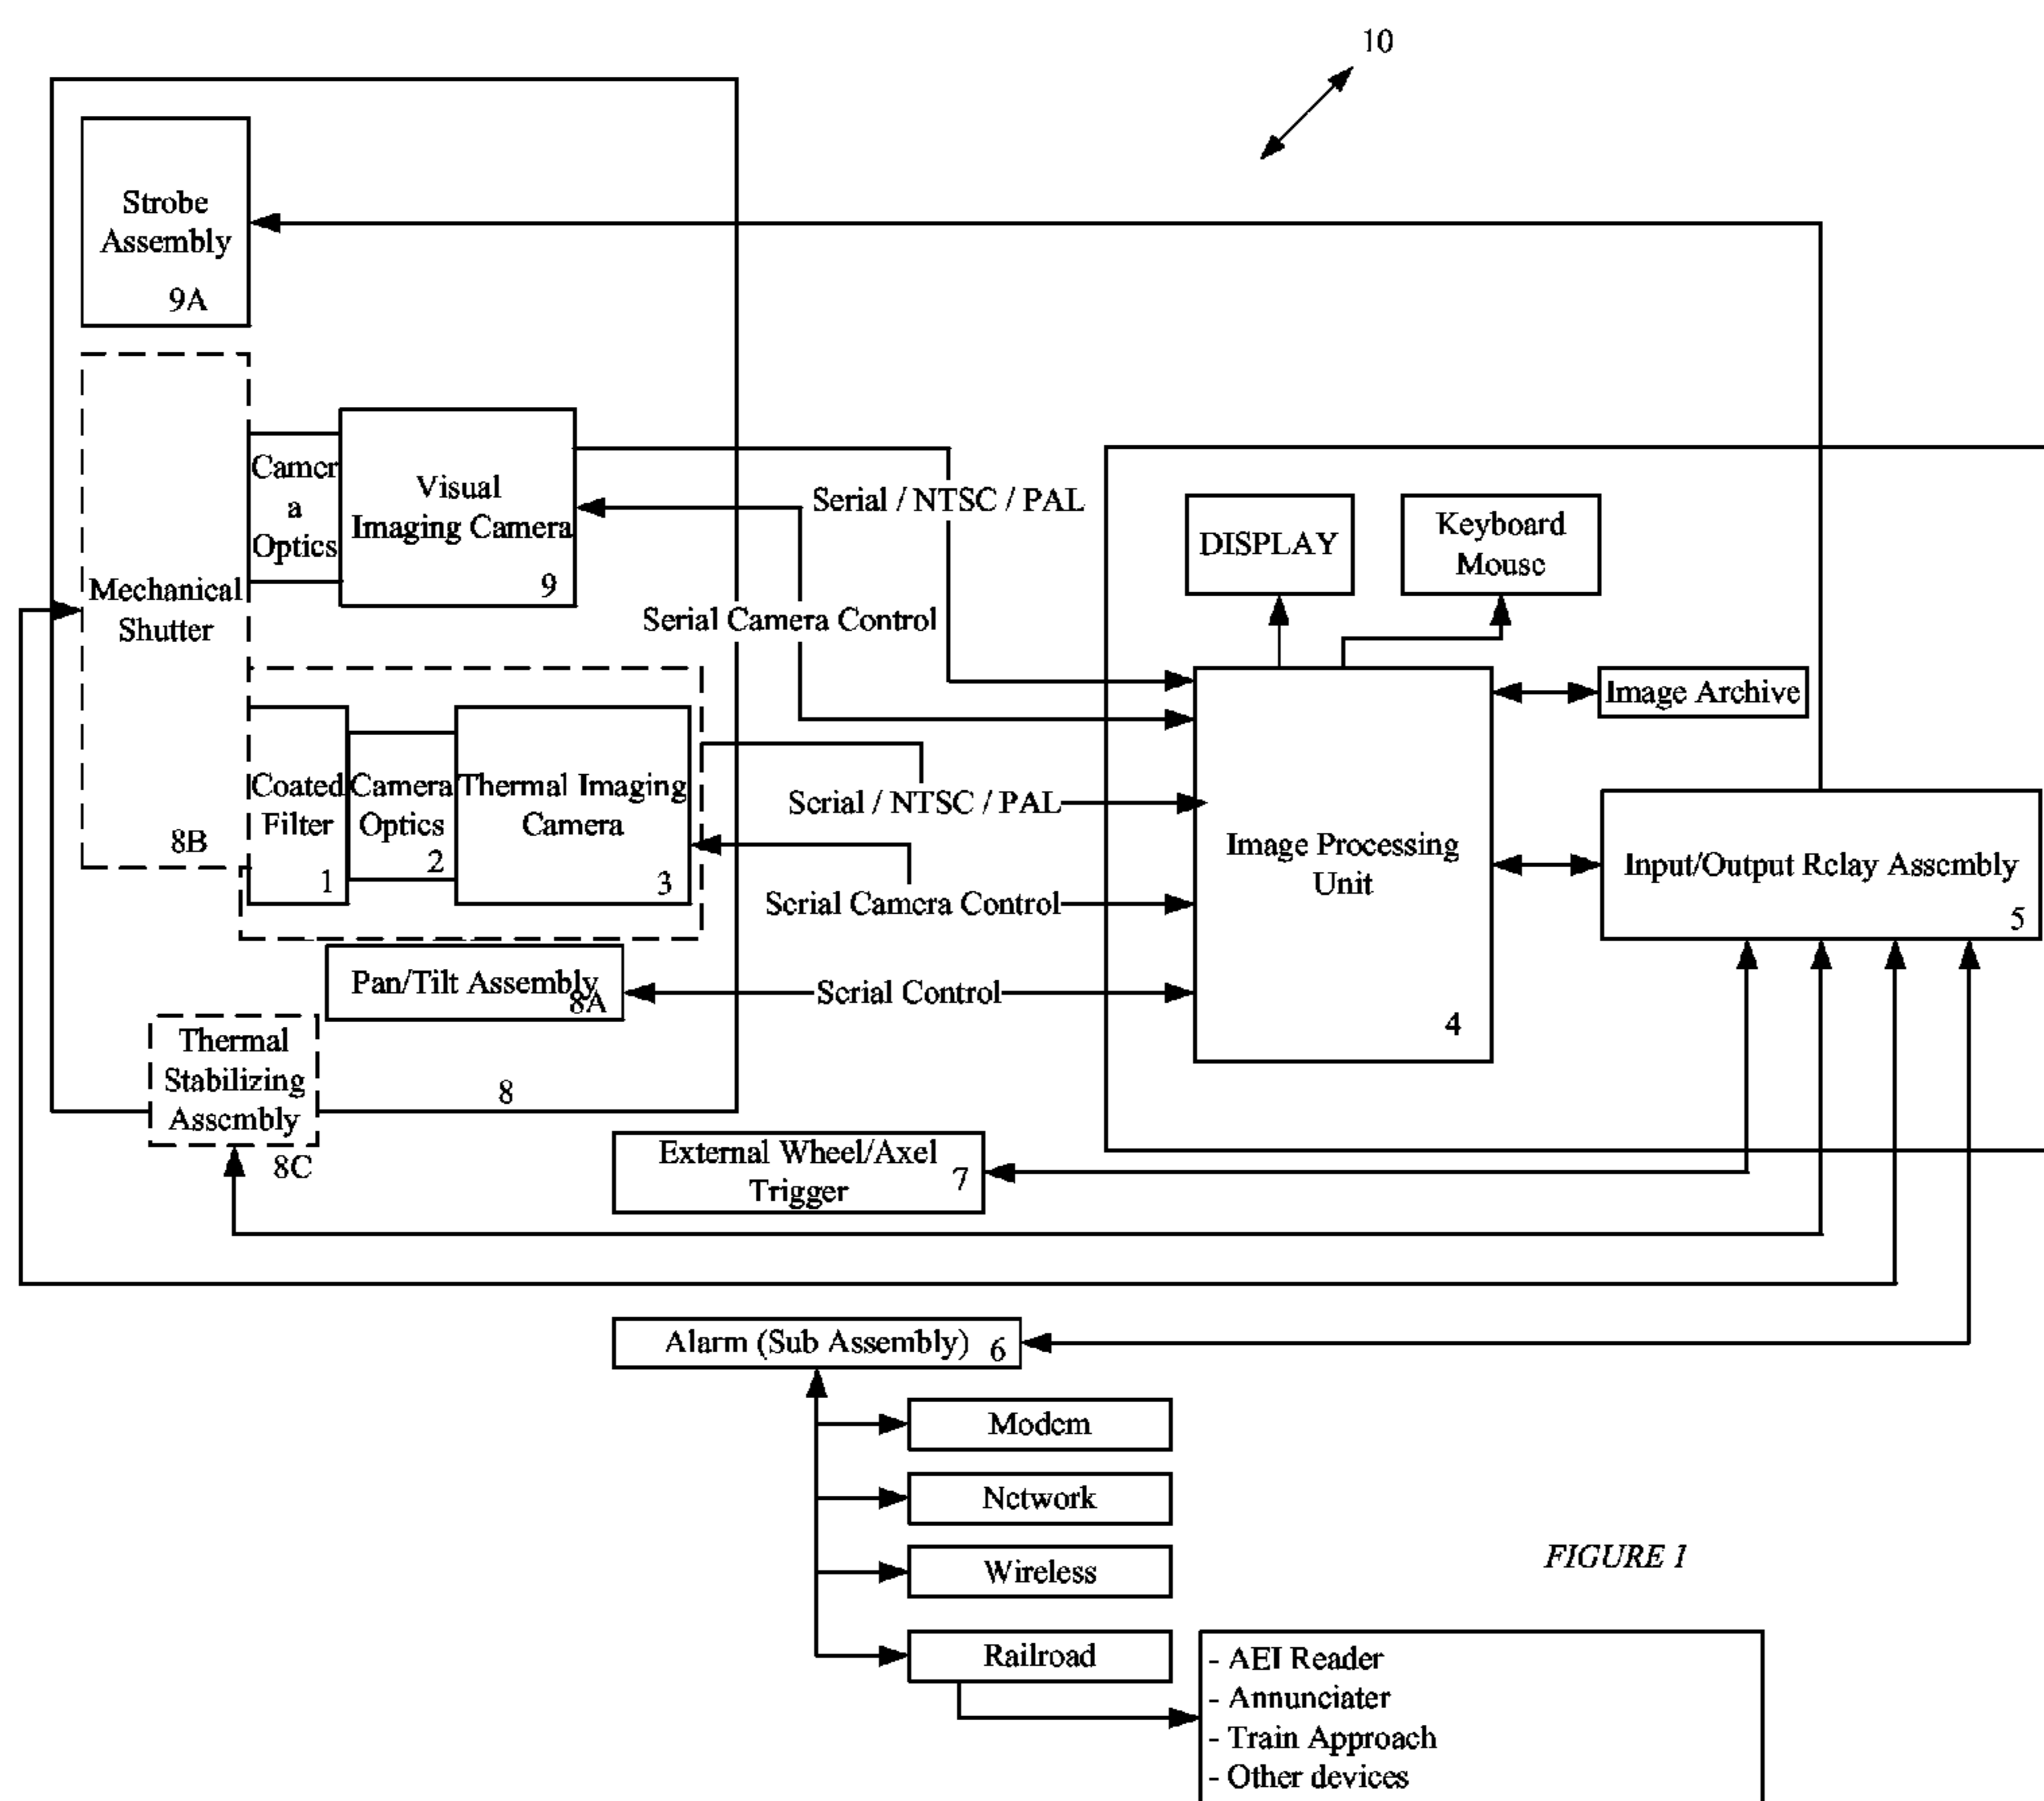 10
Strobe
Assembly
9A
Camer
a
Optics
Visual
Imaging Camera
9
Serial / NTSC / PAL
DISPLAY
Keyboard
Mouse
Mechanical
Shutter
8B
Serial Camera Control
Image Archive
Coated
Filter
1
Camera
Optics
2
Thermal Imaging
Camera
3
Serial / NTSC / PAL
Image Processing
Unit
4
Input/Output Relay Assembly
5
Serial Camera Control
Pan/Tilt Assembly
8A
Serial Control
Thermal
Stabilizing
Assembly
8C
8
External Wheel/Axel
Trigger
7
Alarm (Sub Assembly)
6
Modem
Network
Wireless
Railroad
FIGURE 1
- AEI Reader
- Annunciater
- Train Approach
- Other devices